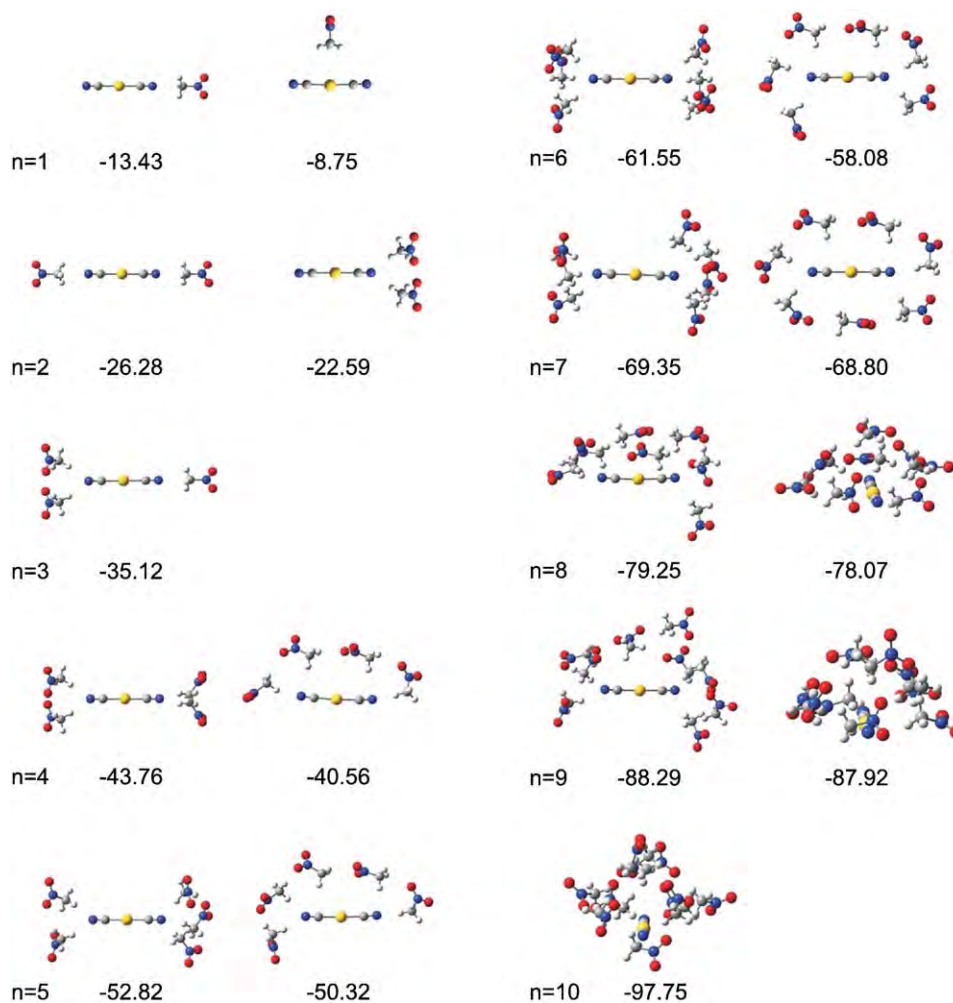 n=1 -13.43 -8.75
n=2 -26.28 -22.59
n=3 -35.12
n=4 -43.76 -40.56
n=5 -52.82 -50.32
n=6 -61.55 -58.08
n=7 -69.35 -68.80
n=8 -79.25 -78.07
n=9 -88.29 -87.92
n=10 -97.75